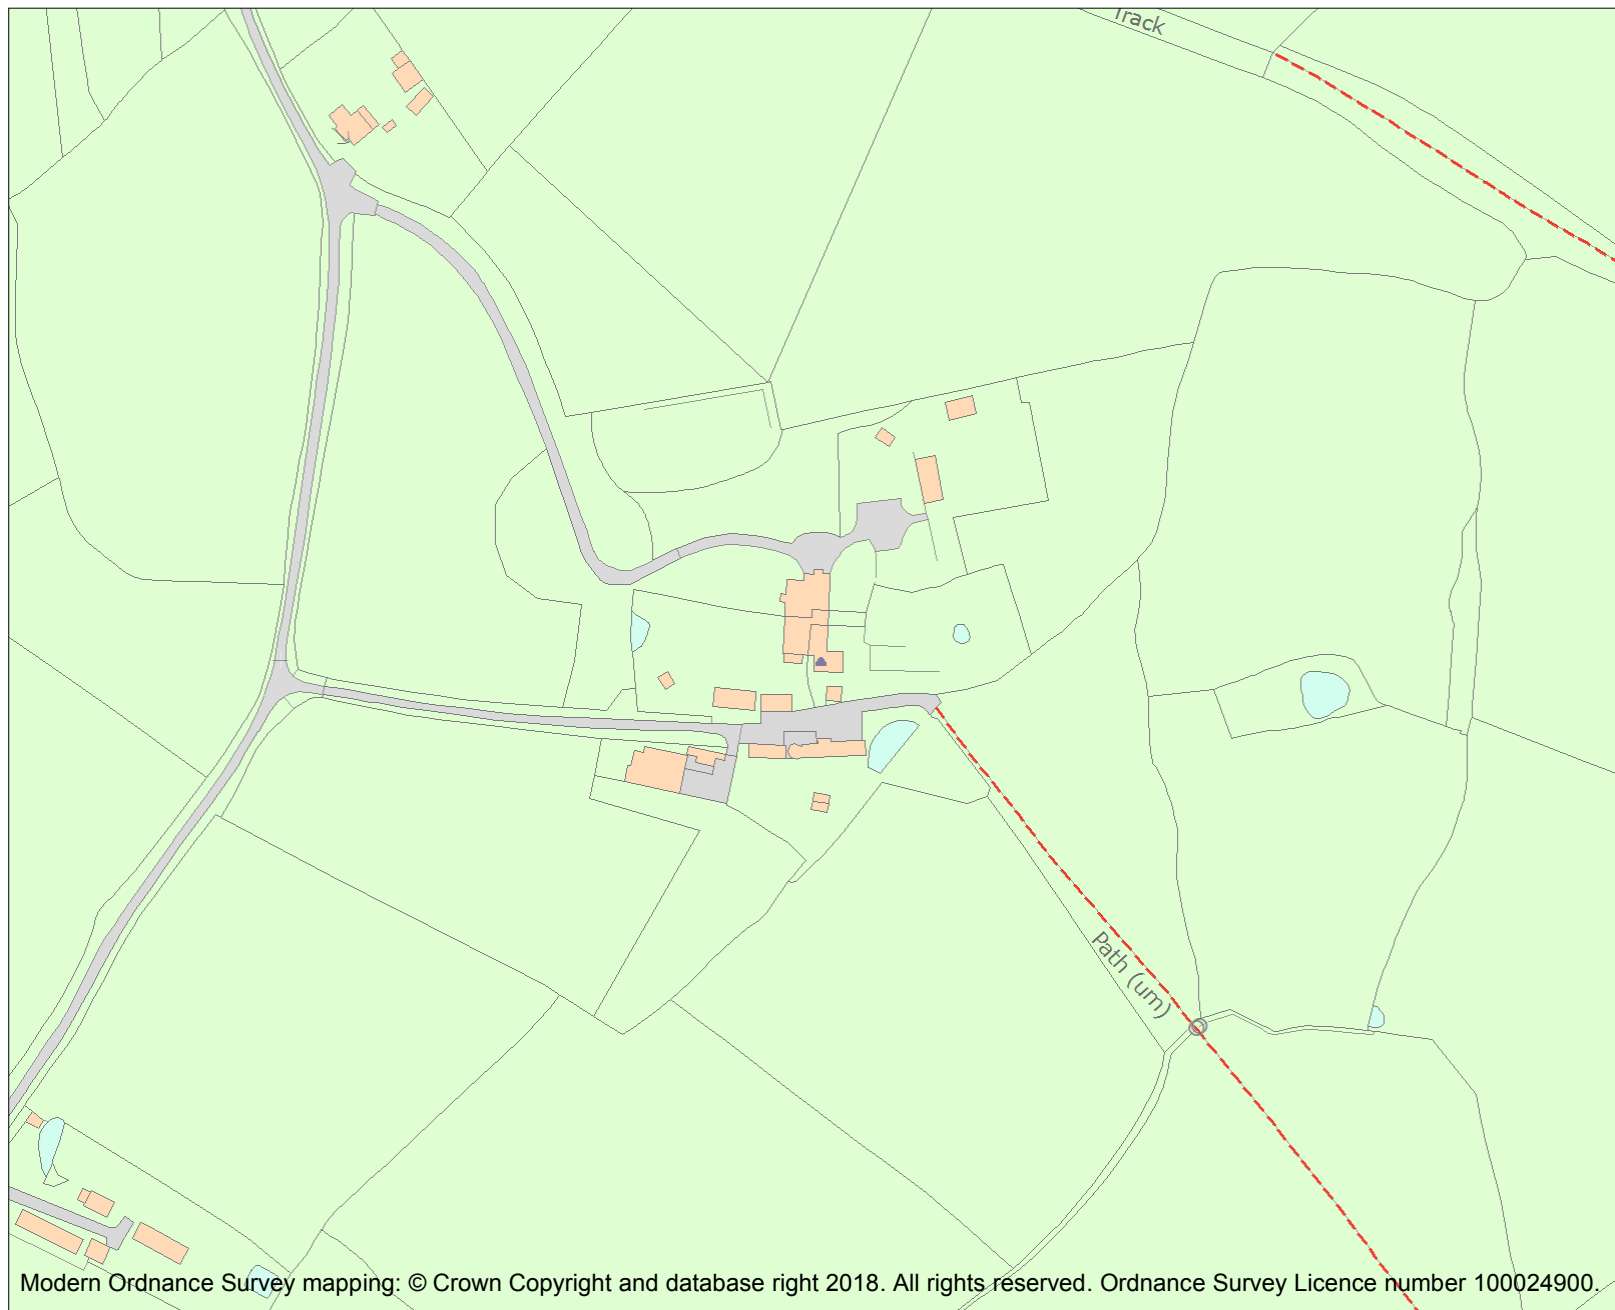 Track
Path (um)
Modern Ordnance Survey mapping: © Crown Copyright and database right 2018. All rights reserved. Ordnance Survey Licence number 100024900.